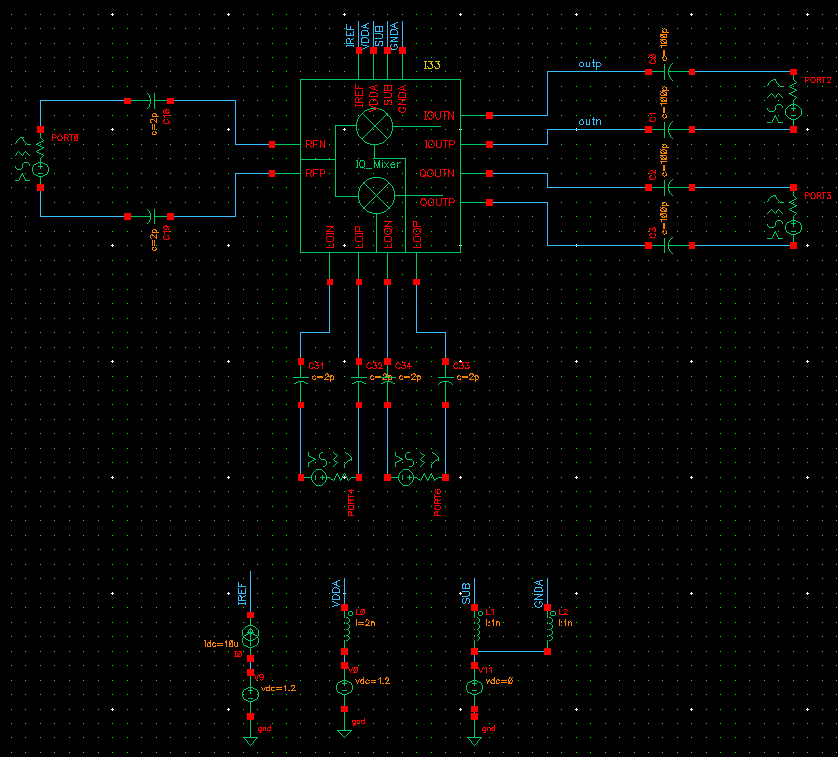 IREF
VDDA
SUB
GNDA
I33
IREF
VDDA
SUB
GNDA
outp
C0
c=100p
PORT2
IOUTN
C18
c=2p
PORT0
outn
C1
c=100p
RFN
IOUTP
IQ_Mixer
RFP
QOUTN
C2
c=100p
PORT3
QOUTP
C19
c=2p
LOIN
LOIP
LOQN
LOQP
C3
c=100p
C31
c=2p
C32
c=2p
C34
c=2p
C33
c=2p
PORT4
PORT6
IREF
VDDA
SUB
GNDA
L0
l=2n
L1
l:1n
L2
l:1n
idc=10u
V9
vdc=1.2
vdc=1.2
V11
vdc=0
gnd
gnd
gnd